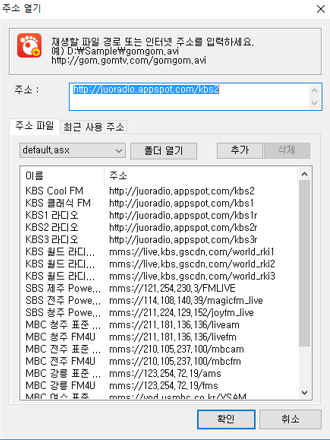 주소 열기
재생할 파일 경로 또는 인터넷 주소를 입력하세요.
예) D:₩Sample₩gomgom.avi
http://gom.gomtv.com/gomgom.avi
주소 :
http://juoradio.appspot.com/kbs2
주소 파일 최근 사용 주소
default.asx 폴더 열기 추가 삭제
이름 주소
KBS Cool FM http://juoradio.appspot.com/kbs2
KBS 클래식 FM http://juoradio.appspot.com/kbs1
KBS1 라디오 http://juoradio.appspot.com/kbs1r
KBS2 라디오 http://juoradio.appspot.com/kbs2r
KBS3 라디오 http://juoradio.appspot.com/kbs3r
KBS 월드 라디... mms://live.kbs.gscdn.com/world_rki1
KBS 월드 라디... mms://live.kbs.gscdn.com/world_rki2
KBS 월드 라디... mms://live.kbs.gscdn.com/world_rki3
SBS 제주 Powe... mms://121.254.230.3/FMLIVE
SBS 전주 Powe... mms://114.108.140.39/magicfm_live
SBS 청주 Powe... mms://211.224.129.152/joyfm_live
MBC 청주 표준 ... mms://211.181.136.116/liveam
MBC 청주 FM4U mms://211.181.136.116/livefm
MBC 전주 표준 ... mms://210.105.237.100/mbcam
MBC 전주 FM4U mms://210.105.237.100/mbcfm
MBC 강릉 표준 ... mms://123.254.72.19/ams
MBC 강릉 FM4U mms://123.254.72.19/fms
MBC 여수 표준 mms://vod.ysmbc.co.kr/YSAM
확인 취소